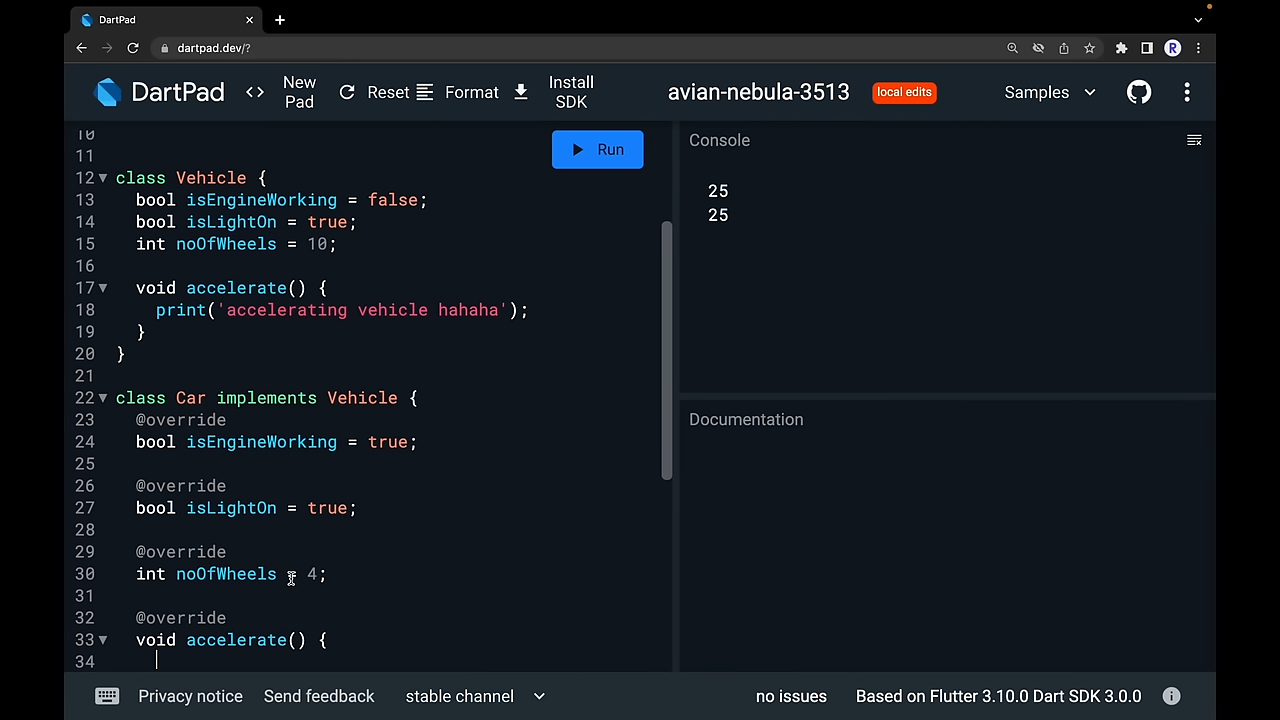 DartPad
dartpad.dev/?
R
DartPad
New Pad
Reset
Format
Install SDK
avian-nebula-3513
local edits
Samples
10
11
12 class Vehicle {
13 bool isEngineWorking = false;
14 bool isLightOn = true;
15 int noOfWheels = 10;
16
17 void accelerate() {
18 print('accelerating vehicle hahaha');
19 }
20 }
21
22 class Car implements Vehicle {
23 @override
24 bool isEngineWorking = true;
25
26 @override
27 bool isLightOn = true;
28
29 @override
30 int noOfWheels = 4;
31
32 @override
33 void accelerate() {
34
Run
Console
25
25
Documentation
Privacy notice
Send feedback
stable channel
no issues
Based on Flutter 3.10.0 Dart SDK 3.0.0